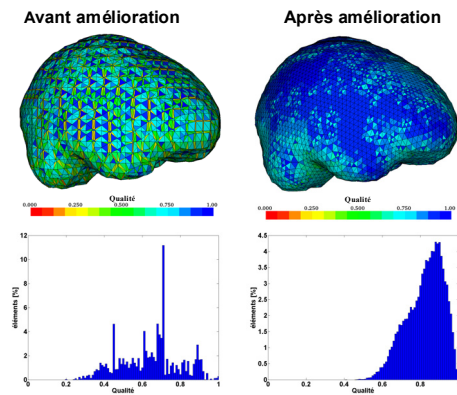 Avant amélioration
Après amélioration
Qualité
0.000 0.250 0.500 0.750 1.00
Qualité
0.000 0.250 0.500 0.750 1.00
12
10
8
6
4
2
0
éléments [%]
0 0.2 0.4 0.6 0.8 1
Qualité
4.5
4
3.5
3
2.5
2
1.5
1
0.5
0
éléments [%]
0 0.2 0.4 0.6 0.8
Qualité